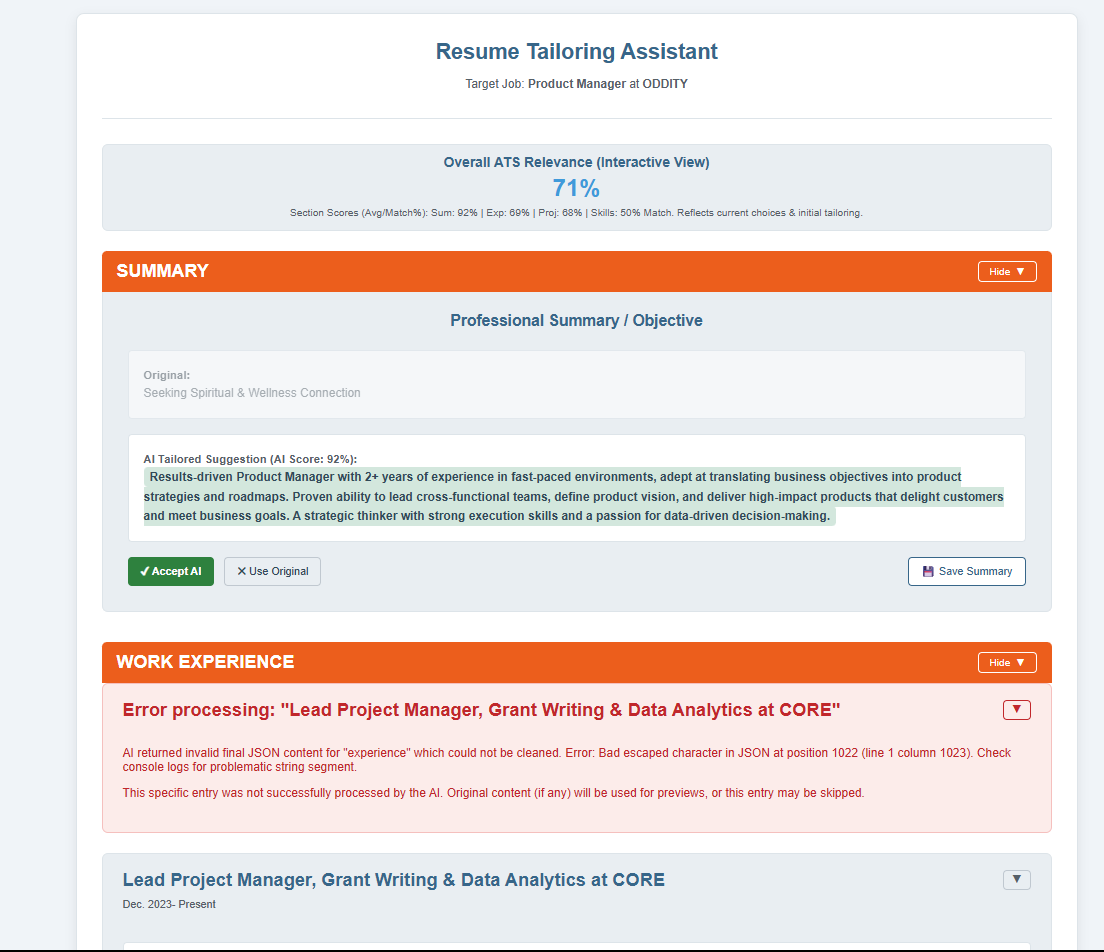 Resume Tailoring Assistant
Target Job: Product Manager at ODDITY
Overall ATS Relevance (Interactive View)
71%
Section Scores (Avg/Match%): Sum: 92% | Exp: 69% | Proj: 68% | Skills: 50% Match. Reflects current choices & initial tailoring.
SUMMARY
Hide ▼
Professional Summary / Objective
Original:
Seeking Spiritual & Wellness Connection
AI Tailored Suggestion (AI Score: 92%):
Results-driven Product Manager with 2+ years of experience in fast-paced environments, adept at translating business objectives into product
strategies and roadmaps. Proven ability to lead cross-functional teams, define product vision, and deliver high-impact products that delight customers
and meet business goals. A strategic thinker with strong execution skills and a passion for data-driven decision-making.
✔ Accept AI
✕ Use Original
💾 Save Summary
WORK EXPERIENCE
Hide ▼
Error processing: "Lead Project Manager, Grant Writing & Data Analytics at CORE"
▼
AI returned invalid final JSON content for "experience" which could not be cleaned. Error: Bad escaped character in JSON at position 1022 (line 1 column 1023). Check
console logs for problematic string segment.
This specific entry was not successfully processed by the AI. Original content (if any) will be used for previews, or this entry may be skipped.
Lead Project Manager, Grant Writing & Data Analytics at CORE
▼
Dec. 2023- Present